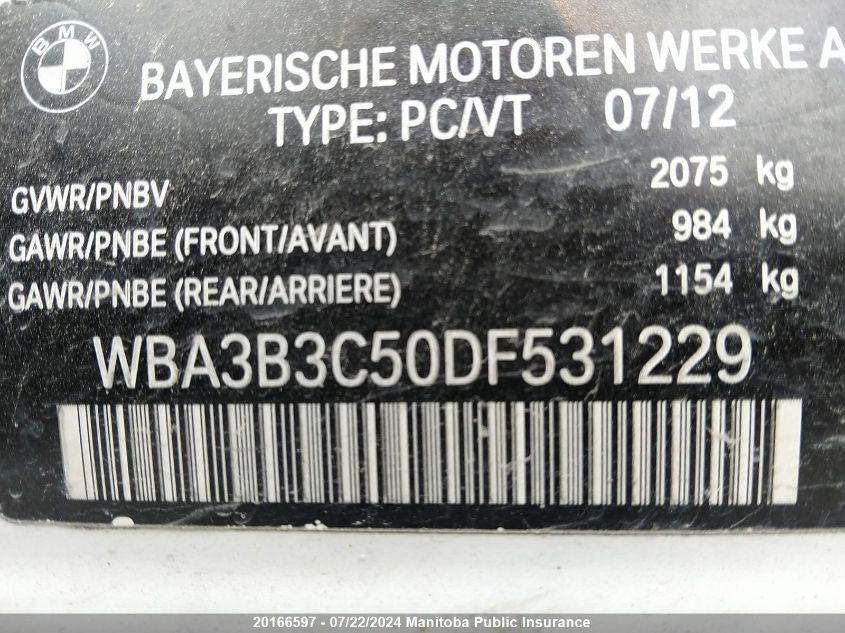 BMW
BAYERISCHE MOTOREN WERKE A
TYPE: PC/VT 07/12
GVWR/PNBV 2075 kg
GAWR/PNBE (FRONT/AVANT) 984 kg
GAWR/PNBE (REAR/ARRIERE) 1154 kg
WBA3B3C50DF531229
20166597 - 07/22/2024 Manitoba Public Insurance